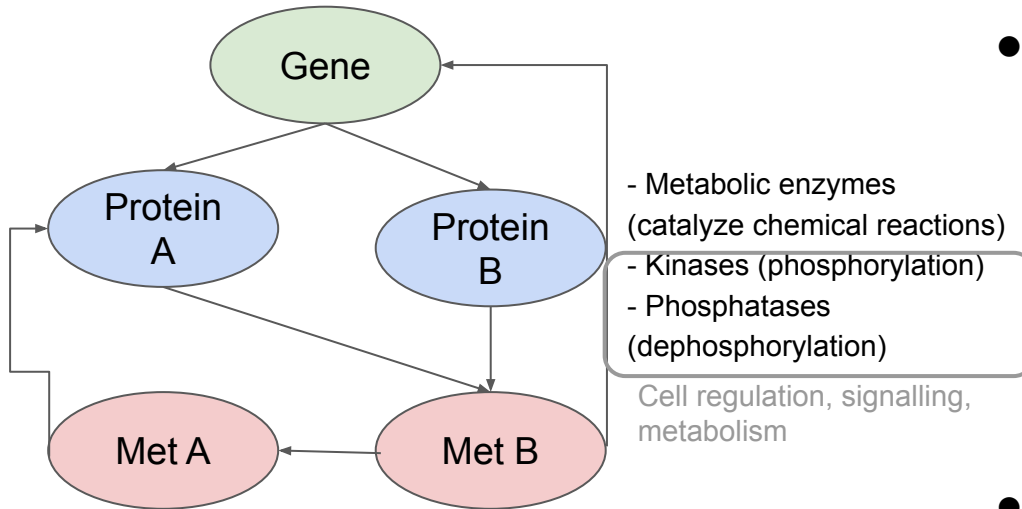 Gene
Protein
A
Protein
B
Met A
Met B
- Metabolic enzymes
(catalyze chemical reactions)
- Kinases (phosphorylation)
- Phosphatases
(dephosphorylation)
Cell regulation, signalling,
metabolism